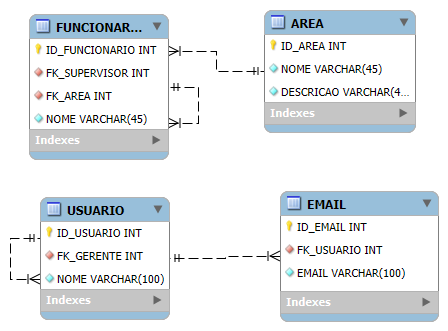 FUNCIONAR...
ID_FUNCIONARIO INT
FK_SUPERVISOR INT
FK_AREA INT
NOME VARCHAR(45)
Indexes
AREA
ID_AREA INT
NOME VARCHAR(45)
DESCRICAO VARCHAR(4...
Indexes
USUARIO
ID_USUARIO INT
FK_GERENTE INT
NOME VARCHAR(100)
Indexes
EMAIL
ID_EMAIL INT
FK_USUARIO INT
EMAIL VARCHAR(100)
Indexes